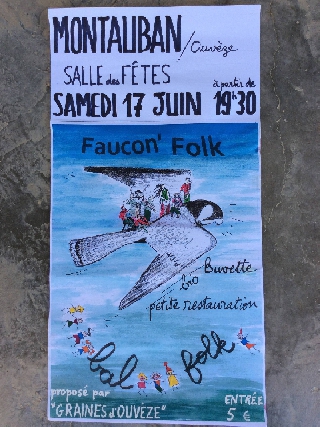 MONTAUBAN/Ouvèze
SALLE des FÊTES
à partir de
SAMEDI 17 JUIN 19h30
Faucon' Folk
Buvette
bio
petite restauration
bal folk
proposé par
"GRAINES d'OUVEZE"
ENTRÉE
5 €